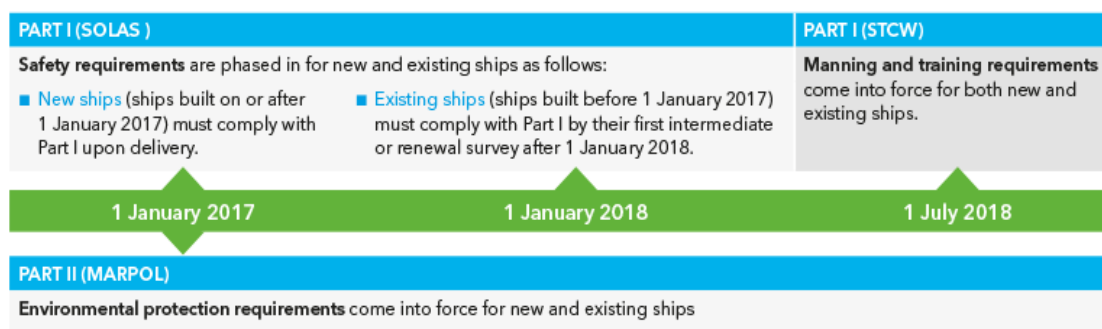 PART I (SOLAS )
Safety requirements are phased in for new and existing ships as follows:
■ New ships (ships built on or after
1 January 2017) must comply with
Part I upon delivery.
■ Existing ships (ships built before 1 January 2017)
must comply with Part I by their first intermediate
or renewal survey after 1 January 2018.
PART I (STCW)
Manning and training requirements
come into force for both new and
existing ships.
1 January 2017
1 January 2018
1 July 2018
PART II (MARPOL)
Environmental protection requirements come into force for new and existing ships